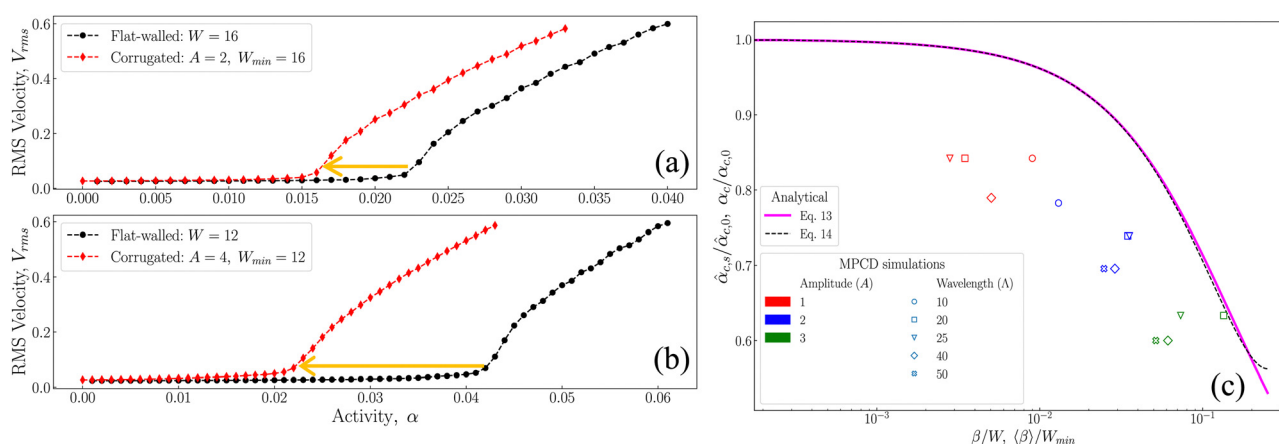 RMS Velocity, V_rms
0.6
0.4
0.2
0.0
Flat-walled: W = 16
Corrugated: A = 2, W_min = 16
(a)
0.000 0.005 0.010 0.015 0.020 0.025 0.030 0.035 0.040
RMS Velocity, V_rms
0.6
0.4
0.2
0.0
Flat-walled: W = 12
Corrugated: A = 4, W_min = 12
(b)
0.00 0.01 0.02 0.03 0.04 0.05 0.06
Activity, α
α̂_c,s/α̂_c,0, α_c/α_c,0
1.0
0.9
0.8
0.7
0.6
Analytical
Eq. 13
Eq. 14
MPCD simulations
Amplitude (A) Wavelength (Λ)
1 10
2 20
3 25
40
50
(c)
10⁻³ 10⁻² 10⁻¹
β/W, ⟨β⟩/W_min